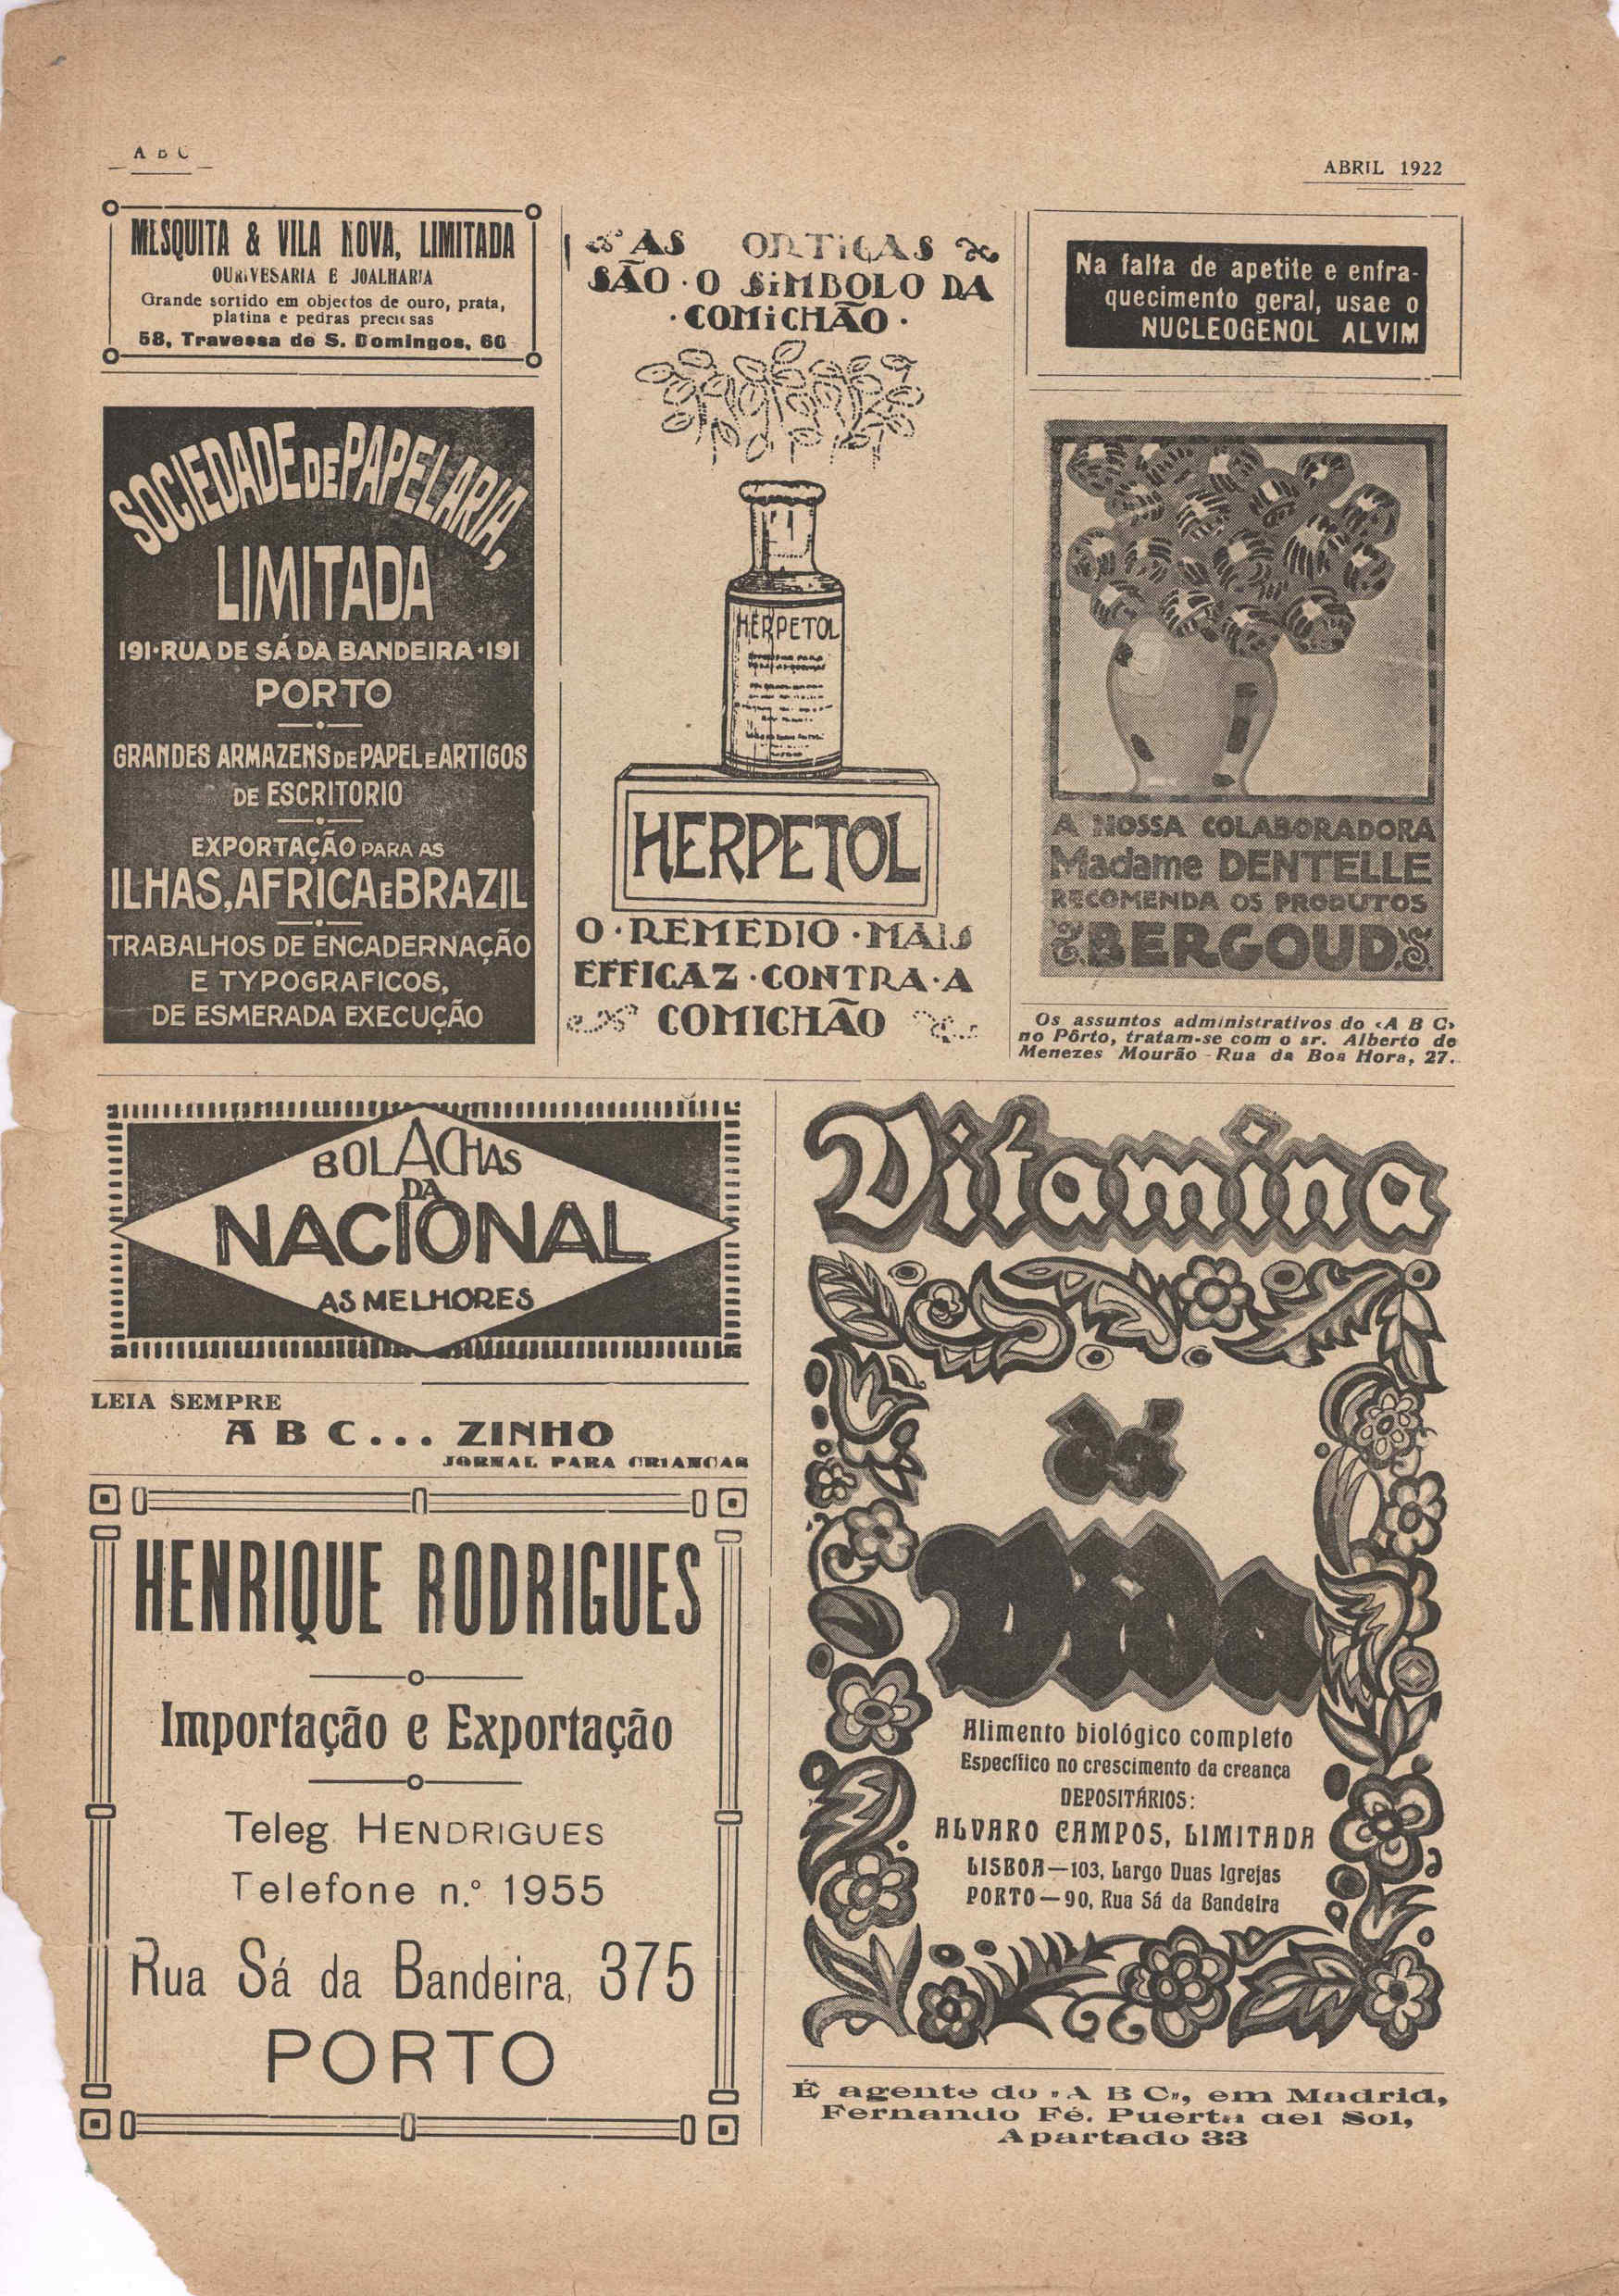 A B C
ABRIL 1922
MESQUITA & VILA NOVA, LIMITADA
OURIVESARIA E JOALHARIA
Grande sortido em objectos de ouro, prata,
platina e pedras preciosas
58, Travessa de S. Domingos, 60
SOCIEDADE DE PAPELARIA,
LIMITADA
191·RUA DE SÁ DA BANDEIRA·191
PORTO
GRANDES ARMAZENS DE PAPEL E ARTIGOS
DE ESCRITORIO
EXPORTAÇÃO PARA AS
ILHAS, AFRICA E BRAZIL
TRABALHOS DE ENCADERNAÇÃO
E TYPOGRAFICOS,
DE ESMERADA EXECUÇÃO
AS ORTIGAS
SÃO·O SiMBOLO DA
·COMiCHÃO·
HERPETOL
HERPETOL
O·REMEDIO·MAIS
EFFICAZ·CONTRA·A
COMICHÃO
Na falta de apetite e enfra-
quecimento geral, usae o
NUCLEOGENOL ALVIM
A NOSSA COLABORADORA
Madame DENTELLE
RECOMENDA OS PRODUTOS
BERGOUD
Os assuntos administrativos do «A B C»
no Pôrto, tratam-se com o sr. Alberto de
Menezes Mourão - Rua da Boa Hora, 27.
BOLACHAS
DA
NACIONAL
AS MELHORES
LEIA SEMPRE
A B C... ZINHO
JORNAL PARA CRIANÇAS
HENRIQUE RODRIGUES
Importação e Exportação
Teleg. HENDRIGUES
Telefone n.º 1955
Rua Sá da Bandeira, 375
PORTO
Vitamina
da
Vida
Alimento biológico completo
Específico no crescimento da creança
DEPOSITÁRIOS:
ALVARO CAMPOS, LIMITADA
LISBOA—103, Largo Duas Igrejas
PORTO—90, Rua Sá da Bandeira
É agente do "A B C", em Madrid,
Fernando Fé. Puerta del Sol,
Apartado 33